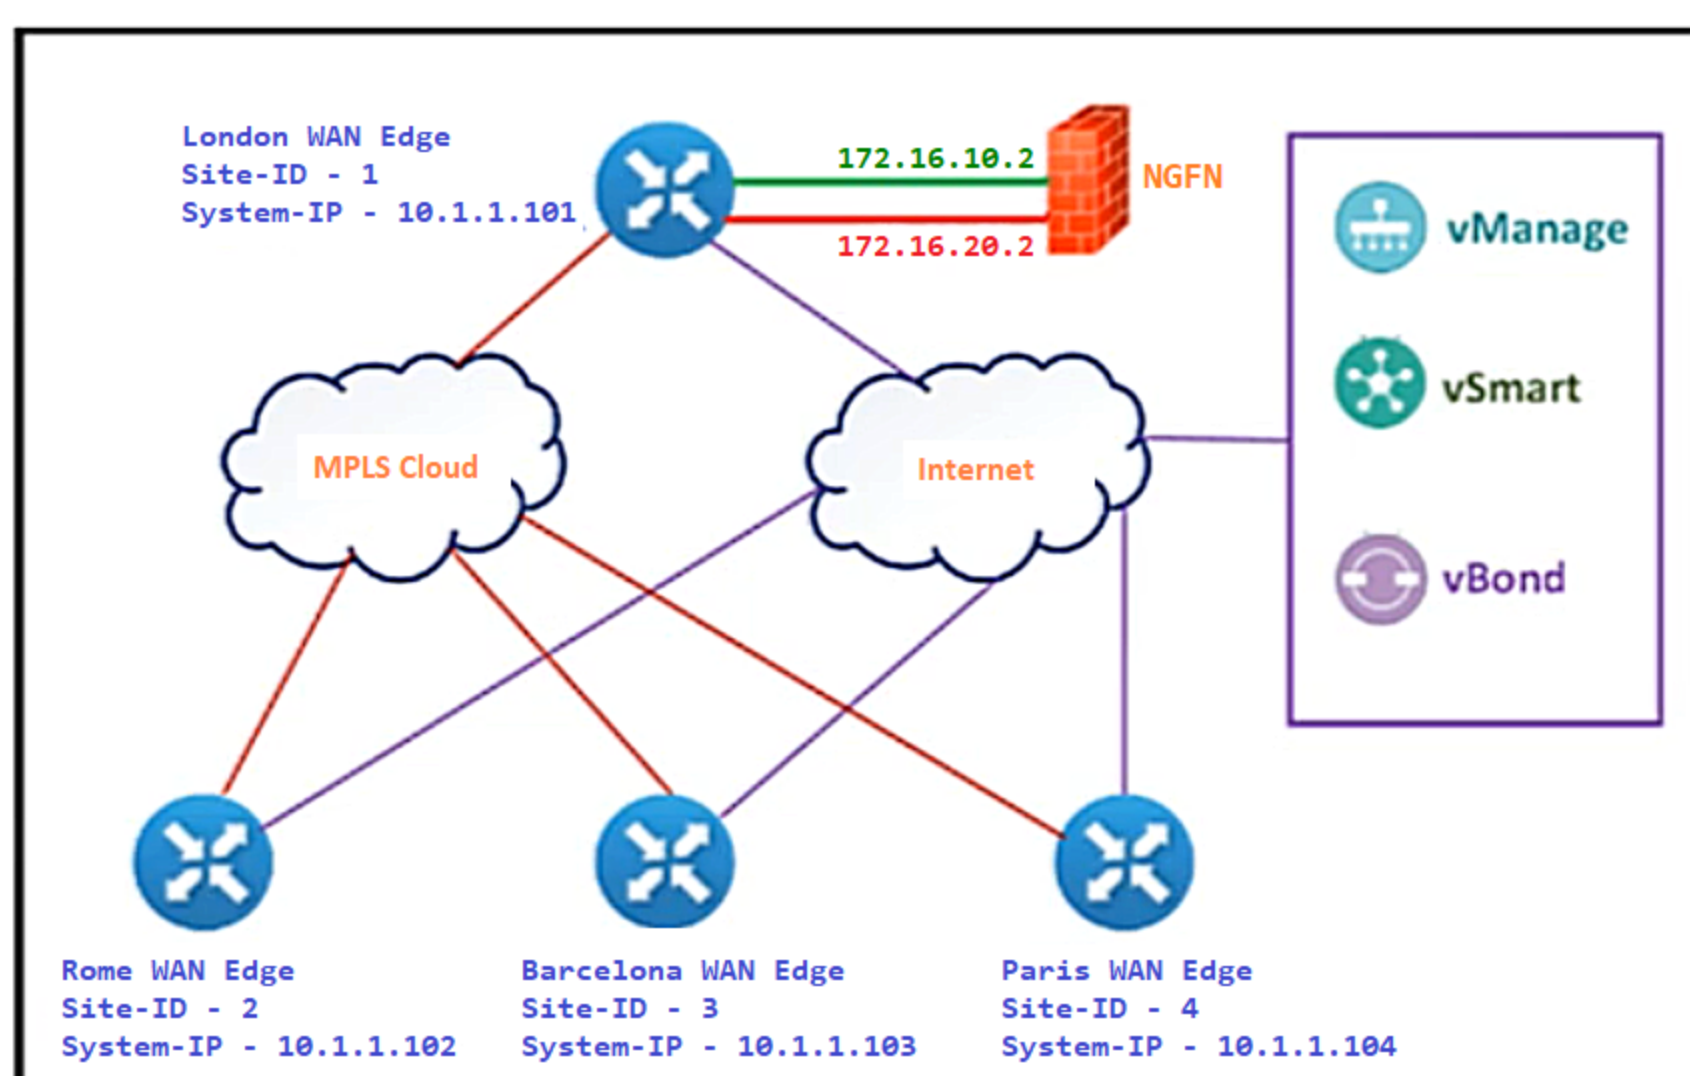 London WAN Edge
Site-ID - 1
System-IP - 10.1.1.101
172.16.10.2
NGFN
172.16.20.2
vManage
vSmart
vBond
MPLS Cloud
Internet
Rome WAN Edge
Site-ID - 2
System-IP - 10.1.1.102
Barcelona WAN Edge
Site-ID - 3
System-IP - 10.1.1.103
Paris WAN Edge
Site-ID - 4
System-IP - 10.1.1.104